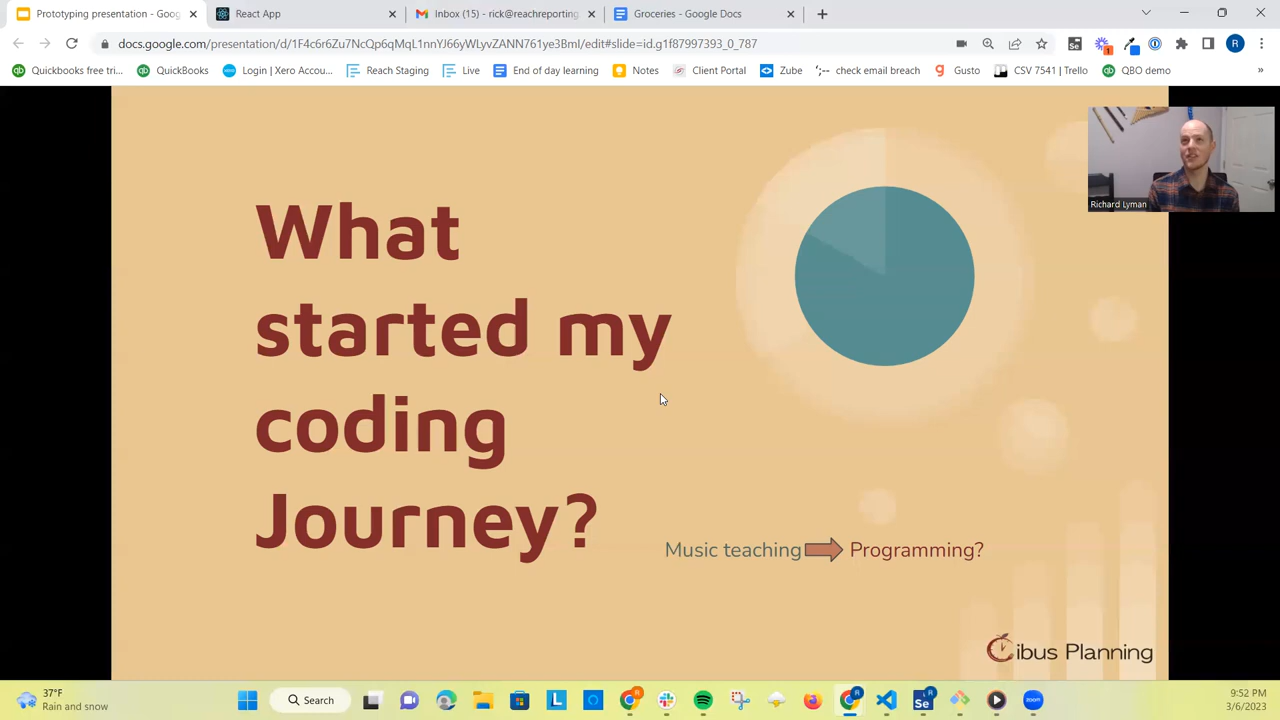 Prototyping presentation - Goog
React App
Inbox (15) - rick@reachreporting
Groceries - Google Docs
docs.google.com/presentation/d/1F4c6r6Zu7NcQp6qMqL1nnYJ66yWLyvZANN761ye3BmI/edit#slide=id.g1f87997393_0_787
Quickbooks free tri...
QuickBooks
Login | Xero Accou...
Reach Staging
Live
End of day learning
Notes
Client Portal
Zube
check email breach
Gusto
CSV 7541 | Trello
QBO demo
»
What
started my
coding
Journey?
Music teaching
Programming?
ibus Planning
Richard Lyman
37°F
Rain and snow
Search
9:52 PM
3/6/2023